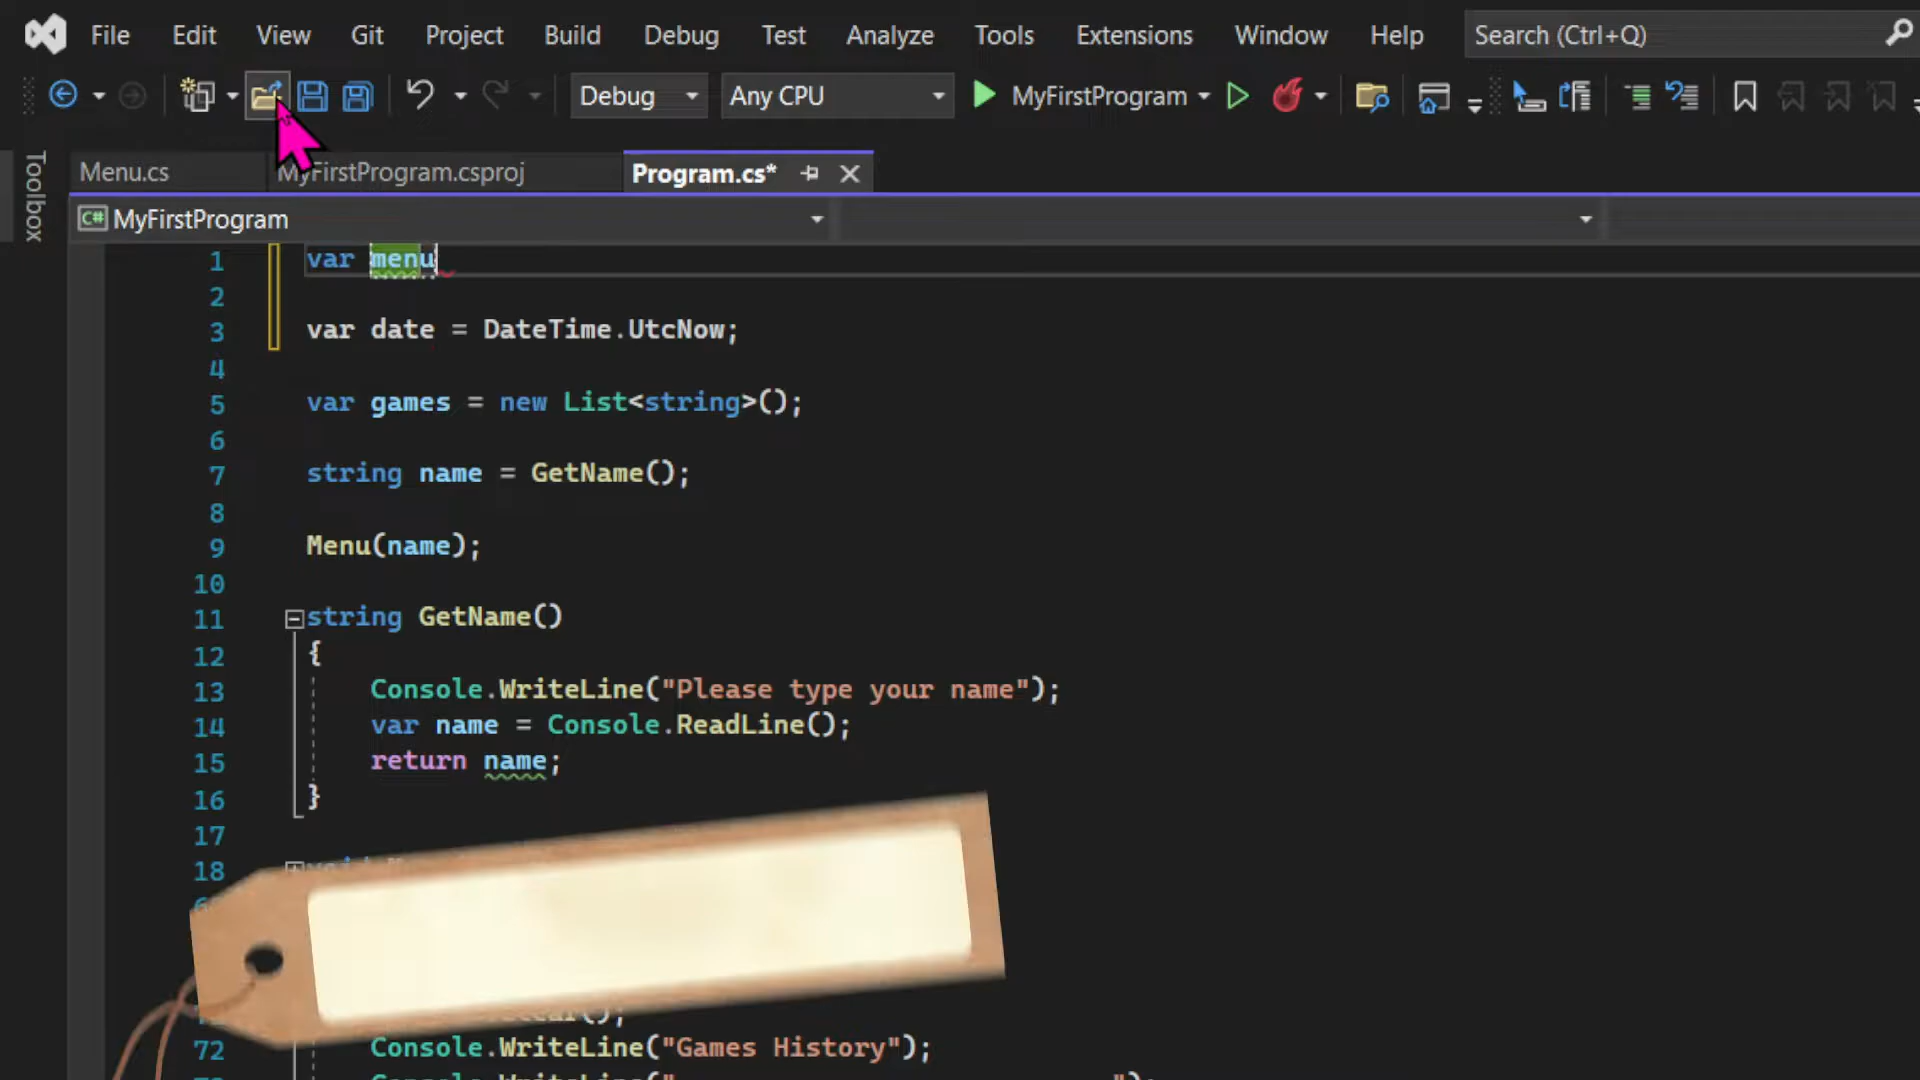 File Edit View Git Project Build Debug Test Analyze Tools Extensions Window Help Search (Ctrl+Q)
Debug Any CPU MyFirstProgram
Toolbox
Menu.cs MyFirstProgram.csproj Program.cs*
C# MyFirstProgram
1 var menu
2
3 var date = DateTime.UtcNow;
4
5 var games = new List<string>();
6
7 string name = GetName();
8
9 Menu(name);
10
11 string GetName()
12 {
13 Console.WriteLine("Please type your name");
14 var name = Console.ReadLine();
15 return name;
16 }
17
18
72 Console.WriteLine("Games History");